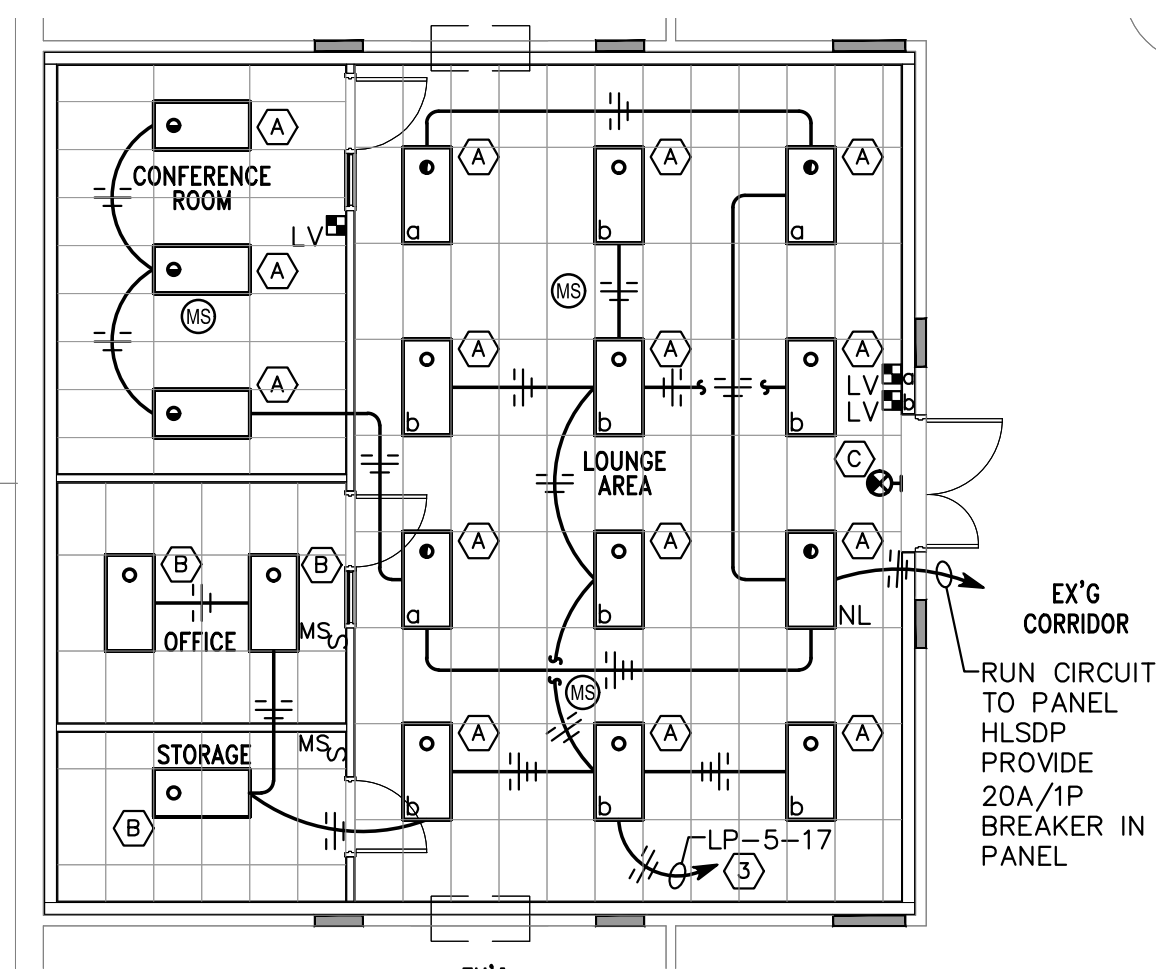 A
CONFERENCE
ROOM
LV
A
MS
A
A
A
A
a
b
a
MS
A
A
A
b
b
b
LV a
LV b
LOUNGE
AREA
C
A
A
A
a
b
NL
B
B
OFFICE
MS
EX'G
CORRIDOR
RUN CIRCUIT
TO PANEL
HLSDP
PROVIDE
20A/1P
BREAKER IN
PANEL
MS
A
A
A
b
b
b
STORAGE
MS
B
LP-5-17
3